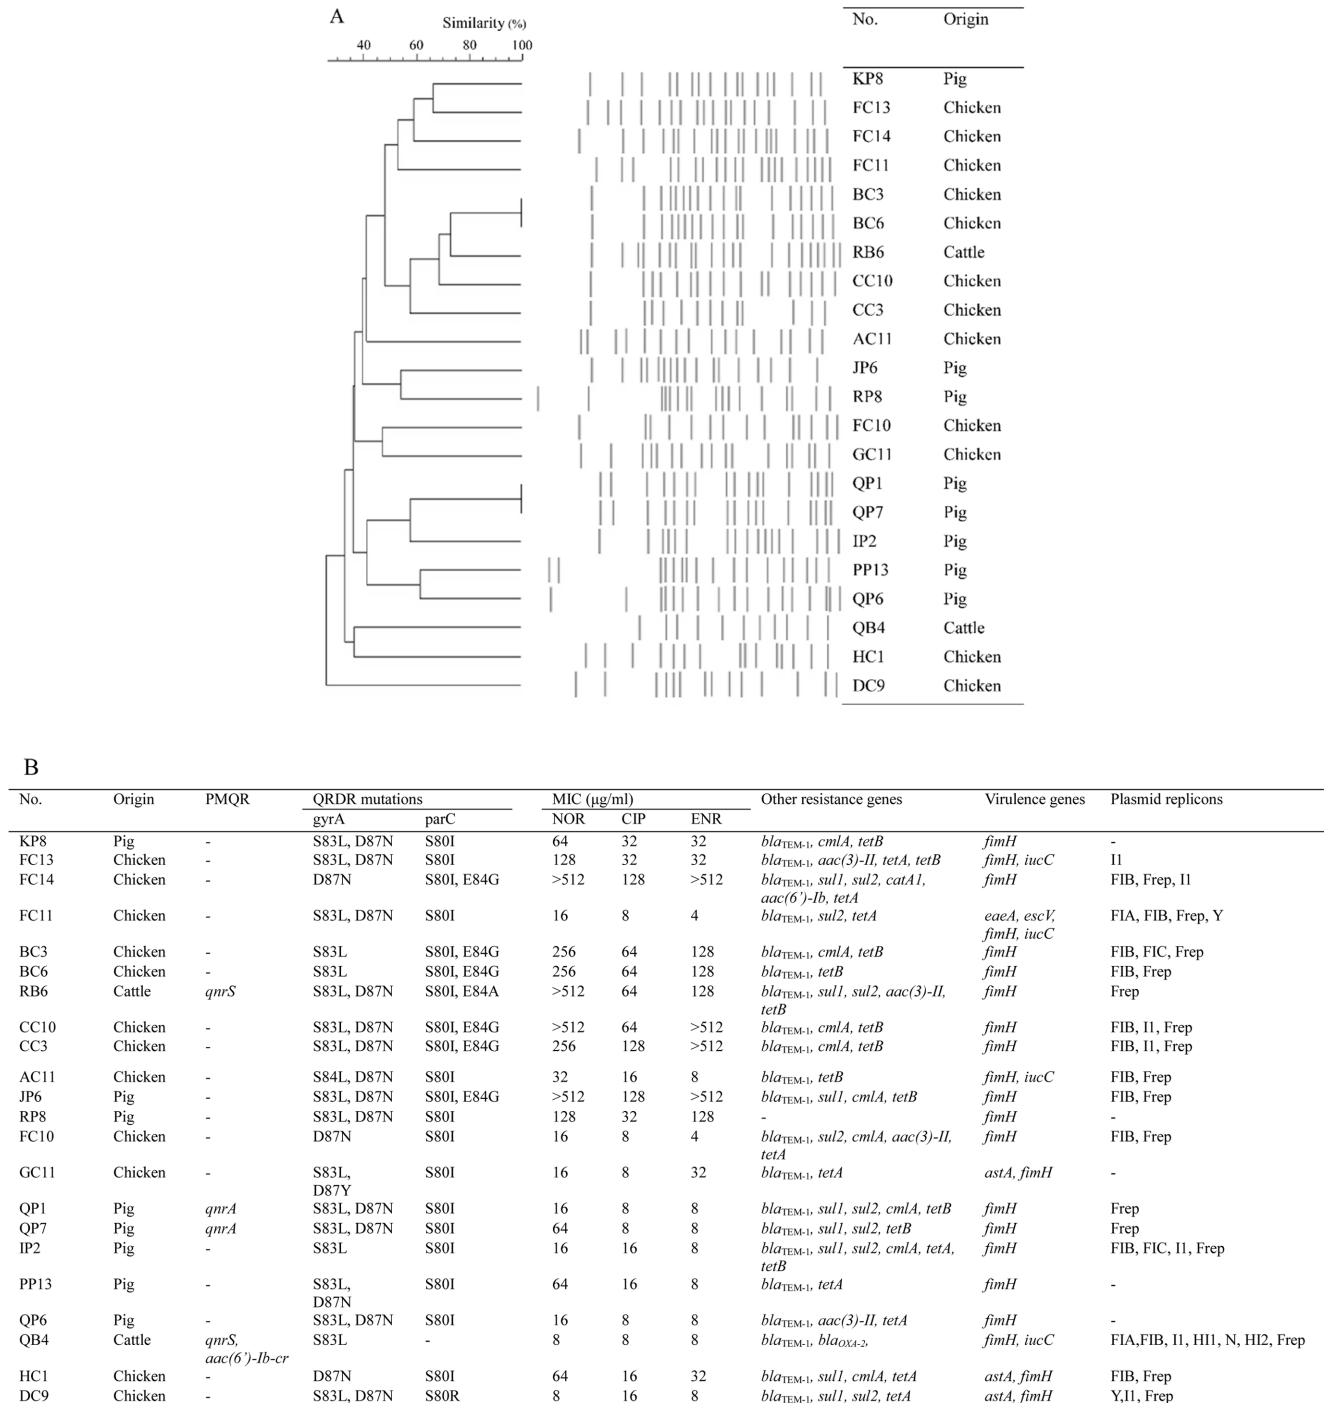 A
Similarity (%)
40 60 80 100
No. Origin
KP8 Pig
FC13 Chicken
FC14 Chicken
FC11 Chicken
BC3 Chicken
BC6 Chicken
RB6 Cattle
CC10 Chicken
CC3 Chicken
AC11 Chicken
JP6 Pig
RP8 Pig
FC10 Chicken
GC11 Chicken
QP1 Pig
QP7 Pig
IP2 Pig
PP13 Pig
QP6 Pig
QB4 Cattle
HC1 Chicken
DC9 Chicken
B
No. Origin PMQR QRDR mutations MIC (μg/ml) Other resistance genes Virulence genes Plasmid replicons
gyrA parC NOR CIP ENR
KP8 Pig - S83L, D87N S80I 64 32 32 blaTEM-1, cmlA, tetB fimH -
FC13 Chicken - S83L, D87N S80I 128 32 32 blaTEM-1, aac(3)-II, tetA, tetB fimH, iucC I1
FC14 Chicken - D87N S80I, E84G >512 128 >512 blaTEM-1, sul1, sul2, catA1, fimH FIB, Frep, I1
aac(6’)-Ib, tetA
FC11 Chicken - S83L, D87N S80I 16 8 4 blaTEM-1, sul2, tetA eaeA, escV, FIA, FIB, Frep, Y
fimH, iucC
BC3 Chicken - S83L S80I, E84G 256 64 128 blaTEM-1, cmlA, tetB fimH FIB, FIC, Frep
BC6 Chicken - S83L S80I, E84G 256 64 128 blaTEM-1, tetB fimH FIB, Frep
RB6 Cattle qnrS S83L, D87N S80I, E84A >512 64 128 blaTEM-1, sul1, sul2, aac(3)-II, fimH Frep
tetB
CC10 Chicken - S83L, D87N S80I, E84G >512 64 >512 blaTEM-1, cmlA, tetB fimH FIB, I1, Frep
CC3 Chicken - S83L, D87N S80I, E84G 256 128 >512 blaTEM-1, cmlA, tetB fimH FIB, I1, Frep
AC11 Chicken - S84L, D87N S80I 32 16 8 blaTEM-1, tetB fimH, iucC FIB, Frep
JP6 Pig - S83L, D87N S80I, E84G >512 128 >512 blaTEM-1, sul1, cmlA, tetB fimH FIB, Frep
RP8 Pig - S83L, D87N S80I 128 32 128 - fimH -
FC10 Chicken - D87N S80I 16 8 4 blaTEM-1, sul2, cmlA, aac(3)-II, fimH FIB, Frep
tetA
GC11 Chicken - S83L, S80I 16 8 32 blaTEM-1, tetA astA, fimH -
D87Y
QP1 Pig qnrA S83L, D87N S80I 16 8 8 blaTEM-1, sul1, sul2, cmlA, tetB fimH Frep
QP7 Pig qnrA S83L, D87N S80I 64 8 8 blaTEM-1, sul1, sul2, tetB fimH Frep
IP2 Pig - S83L S80I 16 16 8 blaTEM-1, sul1, sul2, cmlA, tetA, fimH FIB, FIC, I1, Frep
tetB
PP13 Pig - S83L, S80I 64 16 8 blaTEM-1, tetA fimH -
D87N
QP6 Pig - S83L, D87N S80I 16 8 8 blaTEM-1, aac(3)-II, tetA fimH -
QB4 Cattle qnrS, S83L - 8 8 8 blaTEM-1, blaOXA-2, fimH, iucC FIA,FIB, I1, HI1, N, HI2, Frep
aac(6’)-Ib-cr
HC1 Chicken - D87N S80I 64 16 32 blaTEM-1, sul1, cmlA, tetA astA, fimH FIB, Frep
DC9 Chicken - S83L, D87N S80R 8 16 8 blaTEM-1, sul1, sul2, tetA astA, fimH Y,I1, Frep